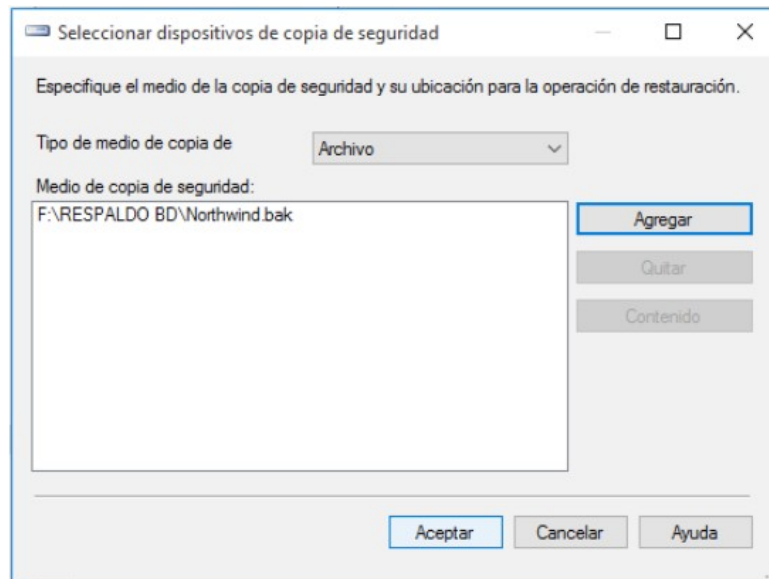 Seleccionar dispositivos de copia de seguridad
Especifique el medio de la copia de seguridad y su ubicación para la operación de restauración.
Tipo de medio de copia de
Archivo
Medio de copia de seguridad:
F:\RESPALDO BD\Northwind.bak
Agregar
Quitar
Contenido
Aceptar
Cancelar
Ayuda